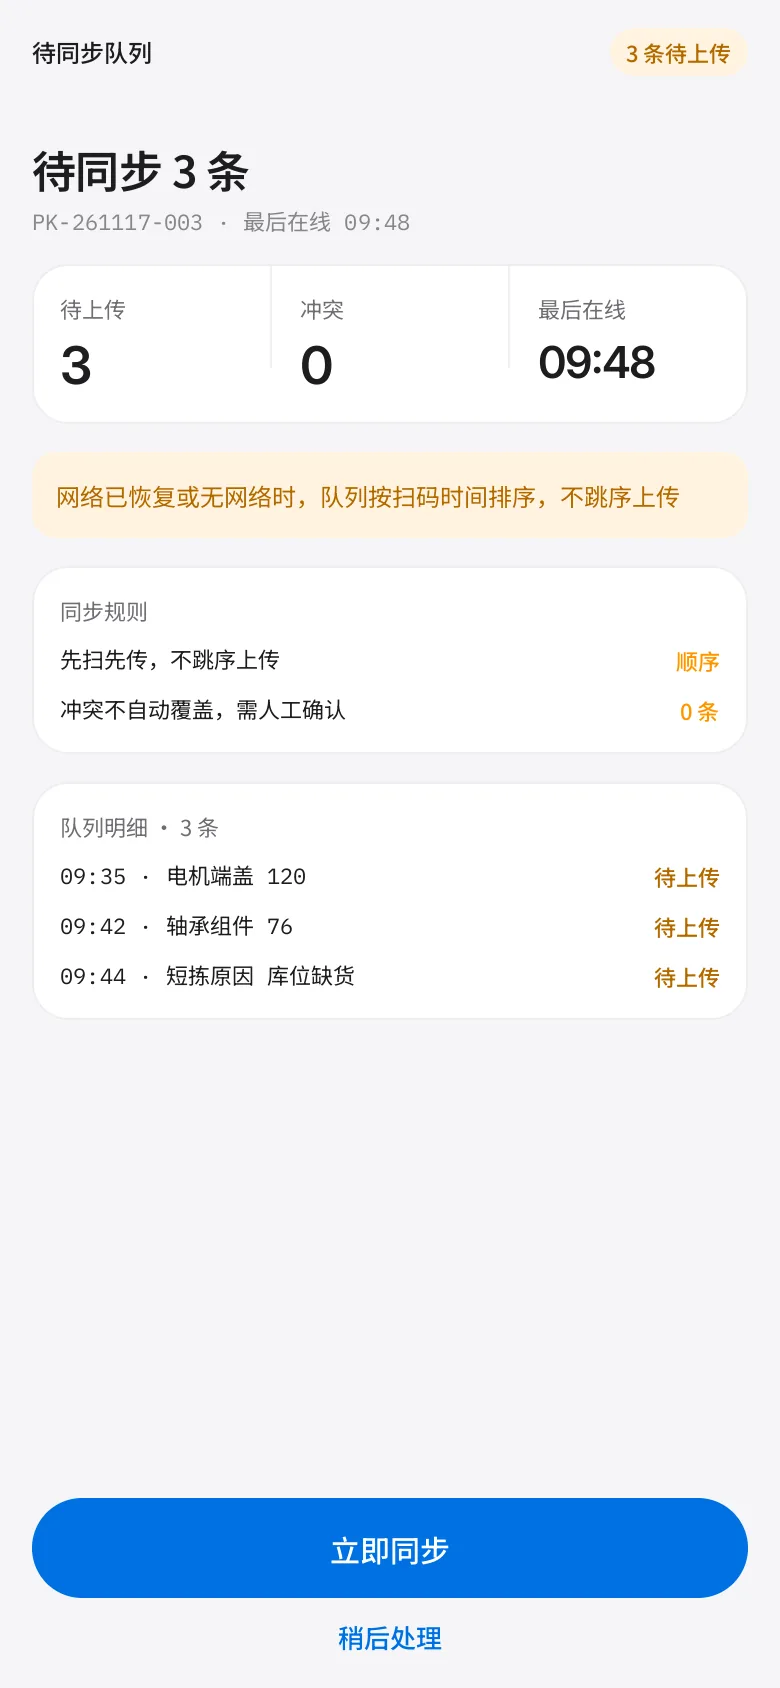 待同步队列
3 条待上传
待同步 3 条
PK-261117-003 · 最后在线 09:48
待上传
3
冲突
0
最后在线
09:48
网络已恢复或无网络时，队列按扫码时间排序，不跳序上传
同步规则
先扫先传，不跳序上传
顺序
冲突不自动覆盖，需人工确认
0 条
队列明细 • 3 条
09:35 · 电机端盖 120
待上传
09:42 · 轴承组件 76
待上传
09:44 · 短拣原因 库位缺货
待上传
立即同步
稍后处理